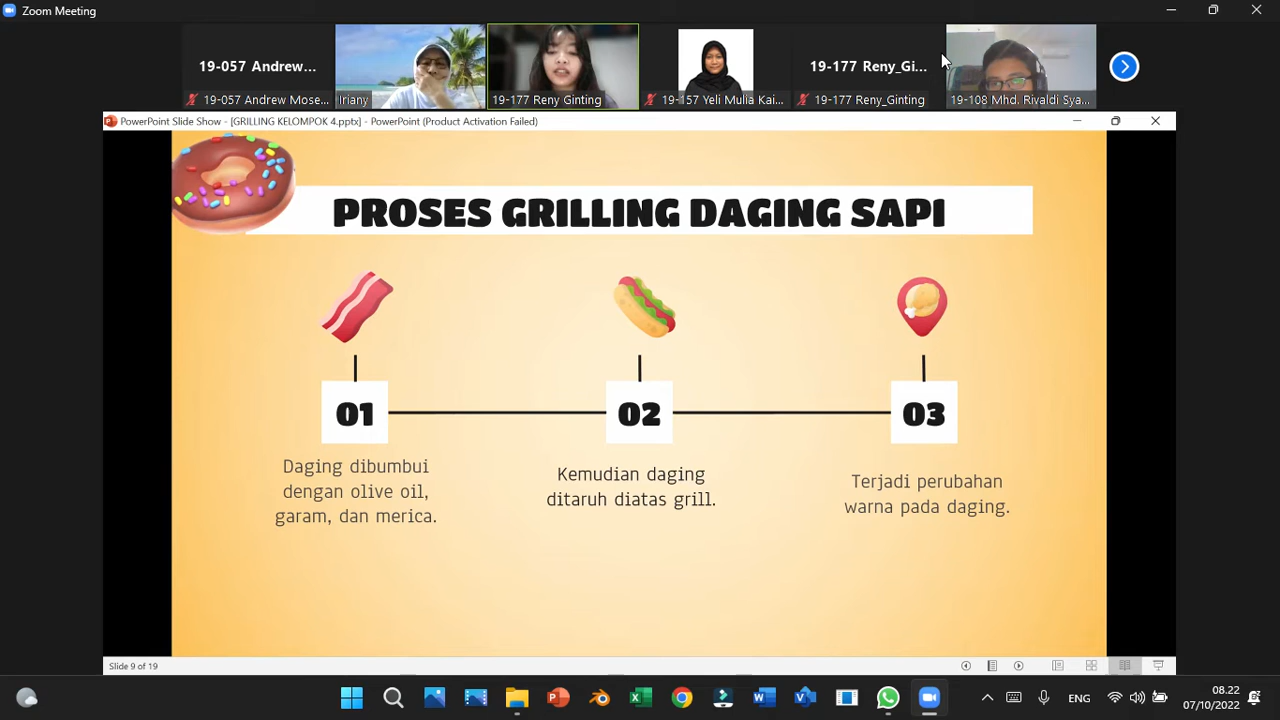 Zoom Meeting
19-057 Andrew...
19-177 Reny_Gi...
19-057 Andrew Mose...
Iriany
19-177 Reny Ginting
19-157 Yeli Mulia Kai...
19-177 Reny_Ginting
19-108 Mhd. Rivaldi Sya...
PowerPoint Slide Show - [GRILLING KELOMPOK 4.pptx] - PowerPoint (Product Activation Failed)
PROSES GRILLING DAGING SAPI
01
02
03
Daging dibumbui
dengan olive oil,
garam, dan merica.
Kemudian daging
ditaruh diatas grill.
Terjadi perubahan
warna pada daging.
Slide 9 of 19
ENG
08.22
07/10/2022